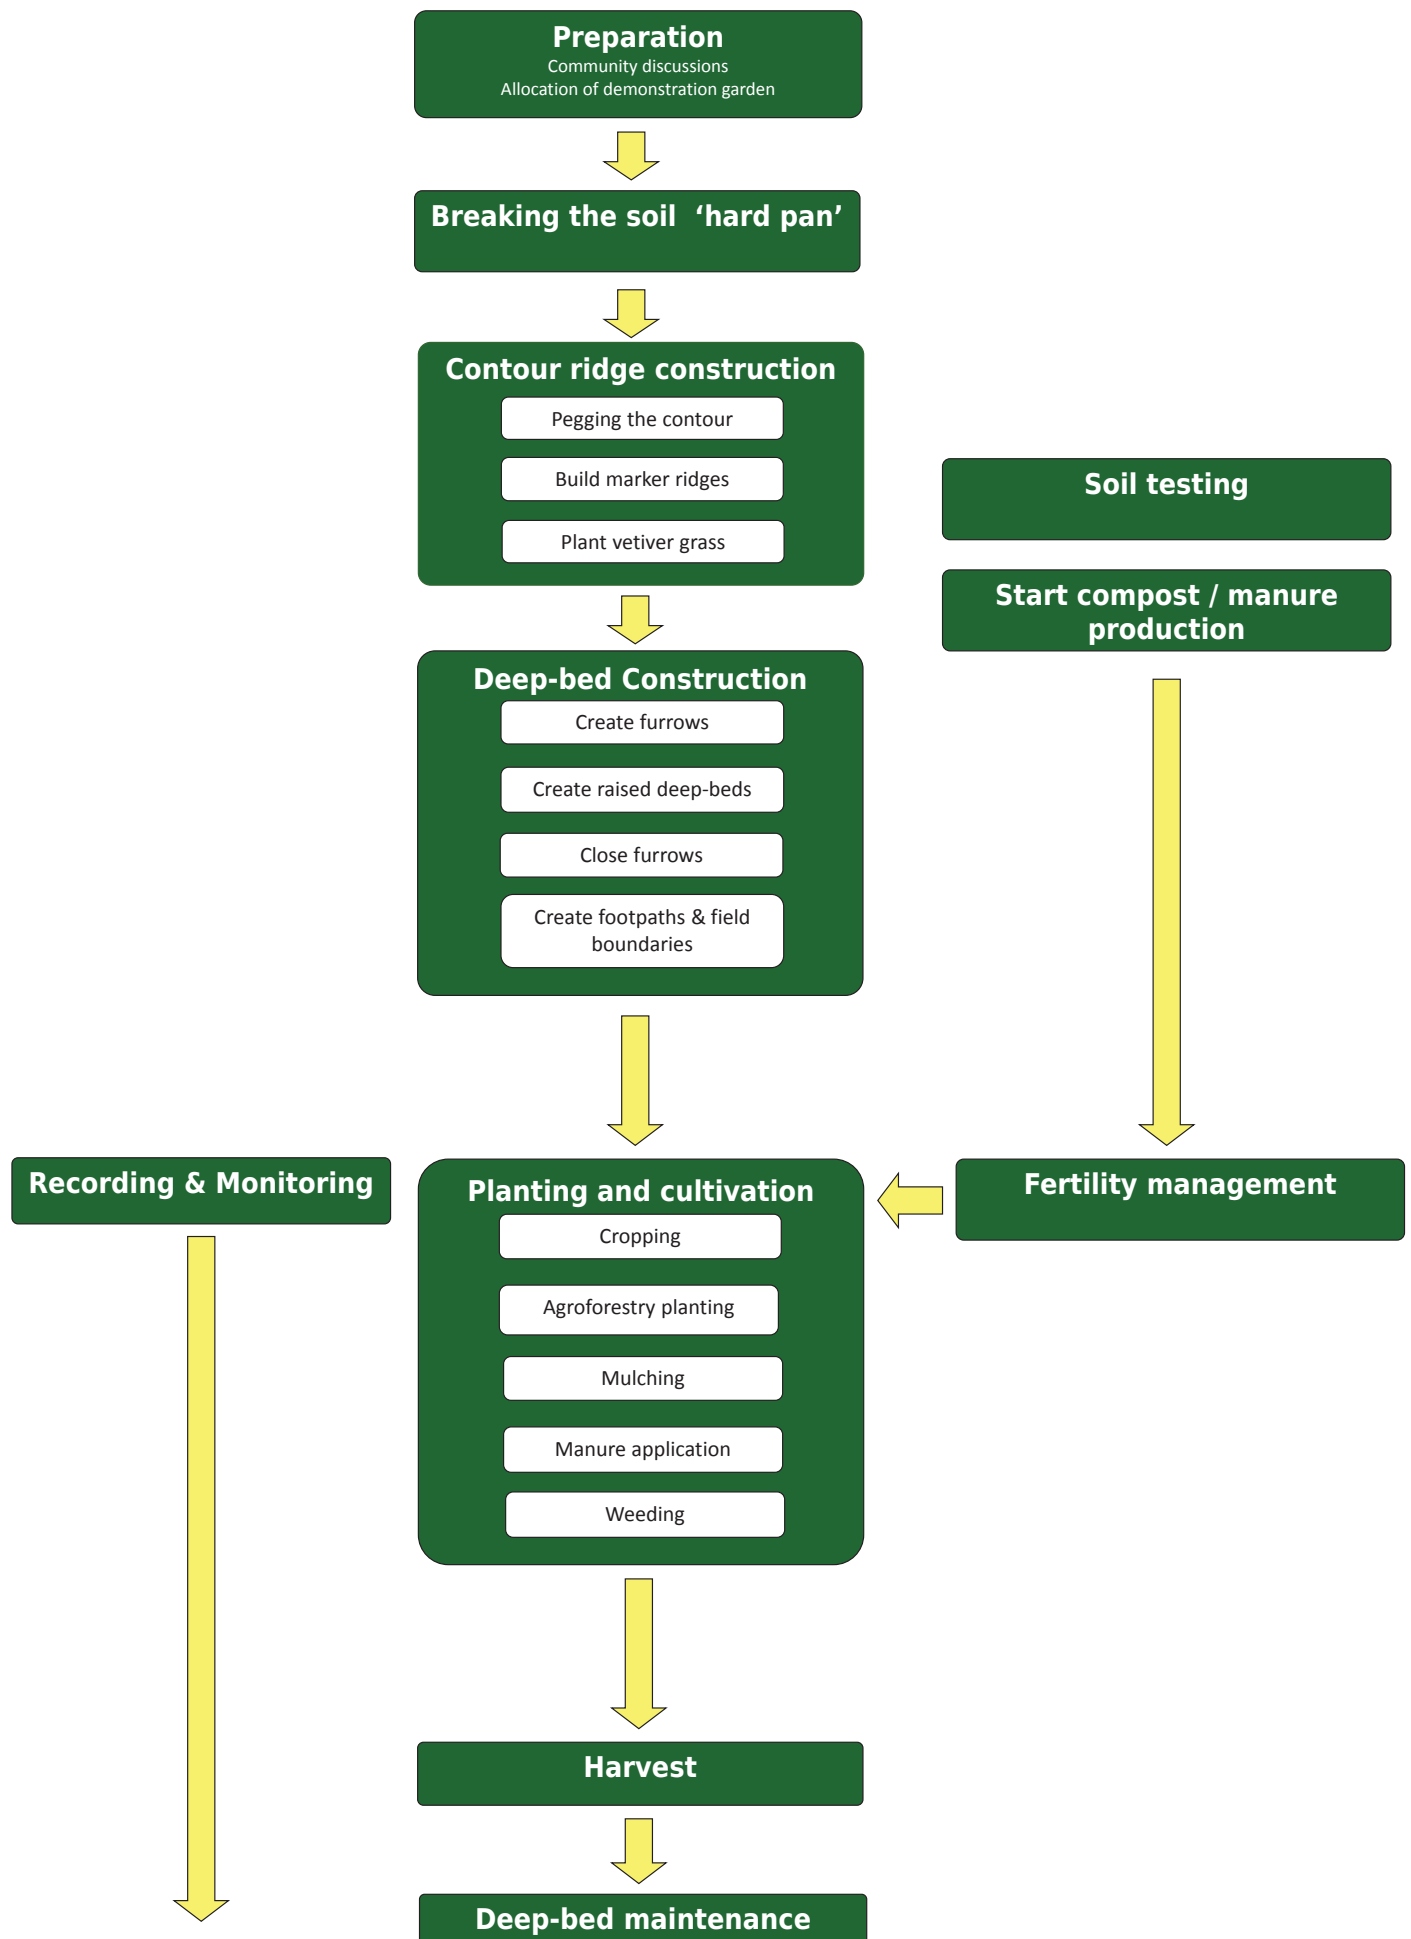 Preparation
Community discussions
Allocation of demonstration garden
Breaking the soil ‘hard pan’
Contour ridge construction
Pegging the contour
Build marker ridges
Plant vetiver grass
Soil testing
Start compost / manure
production
Deep-bed Construction
Create furrows
Create raised deep-beds
Close furrows
Create footpaths & field
boundaries
Recording & Monitoring
Planting and cultivation
Cropping
Agroforestry planting
Mulching
Manure application
Weeding
Fertility management
Harvest
Deep-bed maintenance